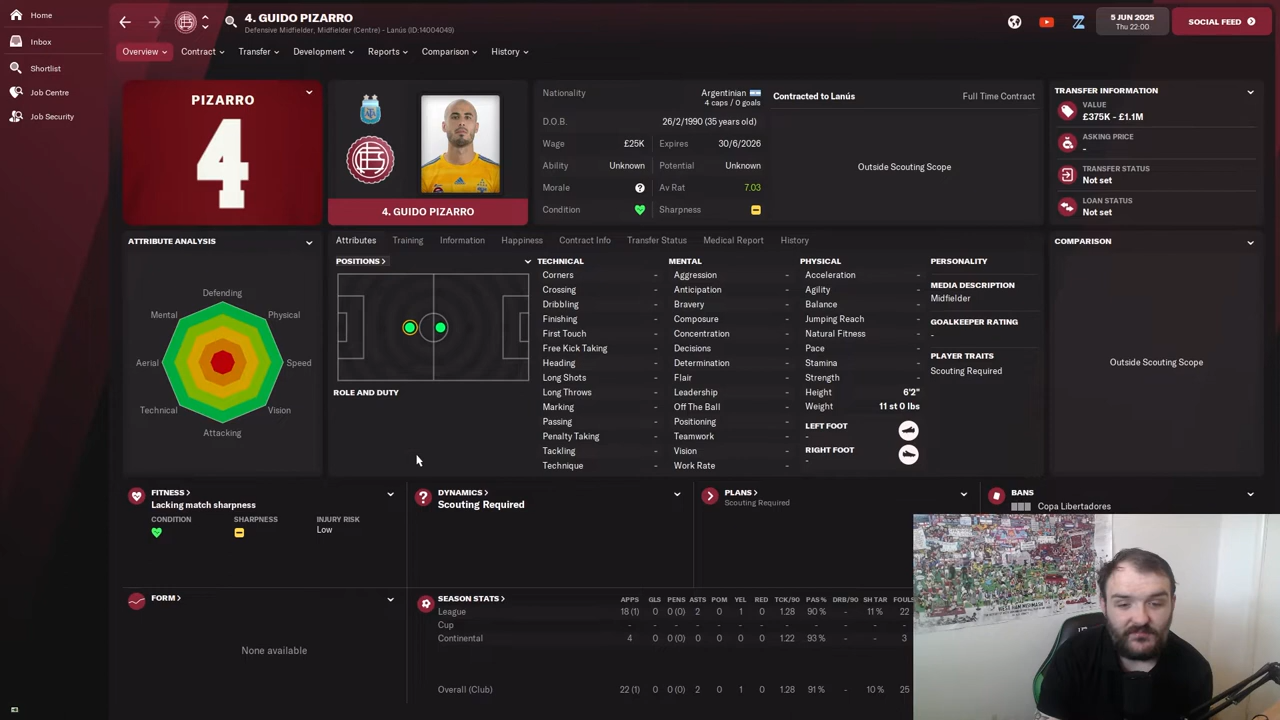 Home
Inbox
Shortlist
Job Centre
Job Security
4. GUIDO PIZARRO
Defensive Midfielder, Midfielder (Centre) - Lanús (ID:14004049)
5 JUN 2025
Thu 22:00
SOCIAL FEED
Overview
Contract
Transfer
Development
Reports
Comparison
History
PIZARRO
4
4. GUIDO PIZARRO
Nationality
Argentinian
4 caps / 0 goals
D.O.B.
26/2/1990 (35 years old)
Wage £25K Expires 30/6/2026
Ability Unknown Potential Unknown
Morale Av Rat 7.03
Condition Sharpness
Contracted to Lanús Full Time Contract
Outside Scouting Scope
TRANSFER INFORMATION
VALUE
£375K - £1.1M
ASKING PRICE
-
TRANSFER STATUS
Not set
LOAN STATUS
Not set
ATTRIBUTE ANALYSIS
Defending
Mental Physical
Aerial Speed
Technical Vision
Attacking
Attributes Training Information Happiness Contract Info Transfer Status Medical Report History
POSITIONS >
ROLE AND DUTY
TECHNICAL
Corners -
Crossing -
Dribbling -
Finishing -
First Touch -
Free Kick Taking -
Heading -
Long Shots -
Long Throws -
Marking -
Passing -
Penalty Taking -
Tackling -
Technique -
MENTAL
Aggression -
Anticipation -
Bravery -
Composure -
Concentration -
Decisions -
Determination -
Flair -
Leadership -
Off The Ball -
Positioning -
Teamwork -
Vision -
Work Rate -
PHYSICAL
Acceleration -
Agility -
Balance -
Jumping Reach -
Natural Fitness -
Pace -
Stamina -
Strength -
Height 6'2"
Weight 11 st 0 lbs
LEFT FOOT
-
RIGHT FOOT
-
PERSONALITY
MEDIA DESCRIPTION
Midfielder
GOALKEEPER RATING
-
PLAYER TRAITS
Scouting Required
COMPARISON
Outside Scouting Scope
FITNESS >
Lacking match sharpness
CONDITION SHARPNESS INJURY RISK
Low
DYNAMICS >
Scouting Required
PLANS >
Scouting Required
BANS
Copa Libertadores
FORM >
None available
SEASON STATS > APPS GLS PENS ASTS POM YEL RED TCK/90 PAS% DRB/90 SH TAR FOULS
League 18 (1) 0 0 (0) 2 0 1 0 1.28 90 % - 11 % 22
Cup - - - - - - - - - - - -
Continental 4 0 0 (0) 0 0 0 0 1.22 93 % - - 3
Overall (Club) 22 (1) 0 0 (0) 2 0 1 0 1.28 91 % - 10 % 25